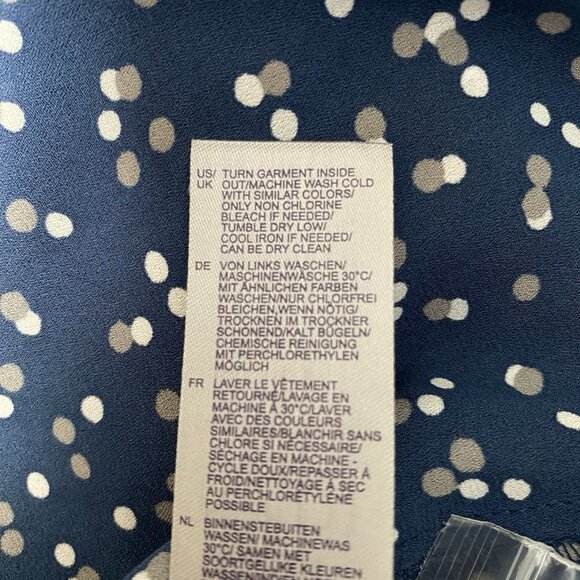 US/ TURN GARMENT INSIDE
UK OUT/MACHINE WASH COLD
WITH SIMILAR COLORS/
ONLY NON CHLORINE
BLEACH IF NEEDED/
TUMBLE DRY LOW/
COOL IRON IF NEEDED/
CAN BE DRY CLEAN
DE VON LINKS WASCHEN/
MASCHINENWÄSCHE 30°C/
MIT ÄHNLICHEN FARBEN
WASCHEN/NUR CHLORFREI
BLEICHEN,WENN NÖTIG/
TROCKNEN IM TROCKNER
SCHONEND/KALT BÜGELN/
CHEMISCHE REINIGUNG
MIT PERCHLORETHYLEN
MÖGLICH
FR LAVER LE VÊTEMENT
RETOURNÉ/LAVAGE EN
MACHINE À 30°C/LAVER
AVEC DES COULEURS
SIMILAIRES/BLANCHIR SANS
CHLORE SI NÉCESSAIRE/
SÉCHAGE EN MACHINE -
CYCLE DOUX/REPASSER À
FROID/NETTOYAGE À SEC
AU PERCHLORETYLÈNE
POSSIBLE
NL BINNENSTEBUITEN
WASSEN/ MACHINEWAS
30°C/ SAMEN MET
SOORTGELIJKE KLEUREN
WASSEN/INDIEN